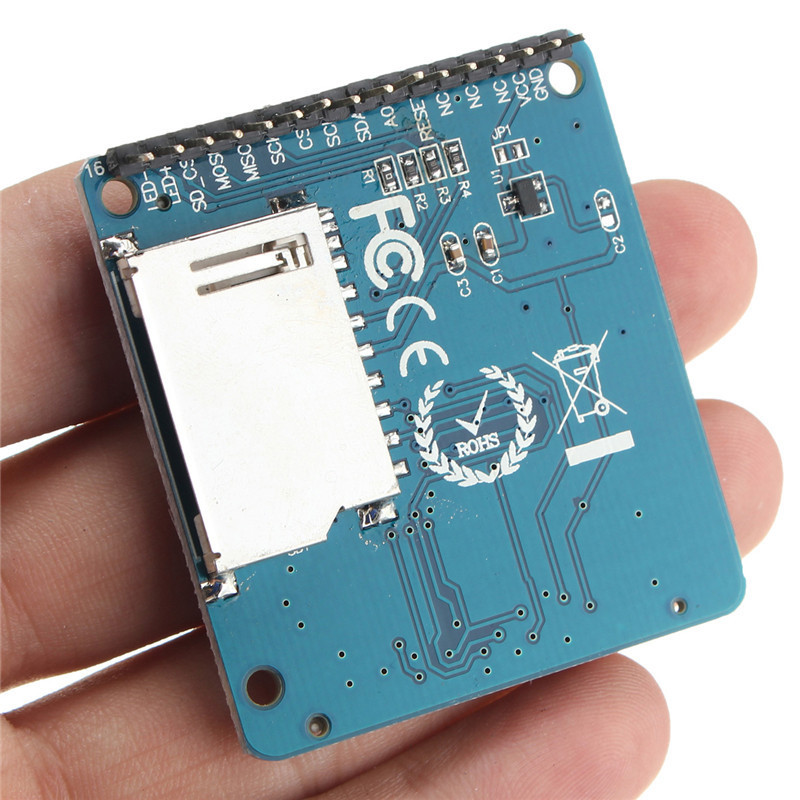 16
LED-
LED+
SD_CS
MOSI
MISO
SCK
CS
SCL
SDA
A0
RESE
NC
NC
NC
VCC
GND
JP1
R1
R2
R3
R4
U1
C3
C1
C2
FC
CE
ROHS